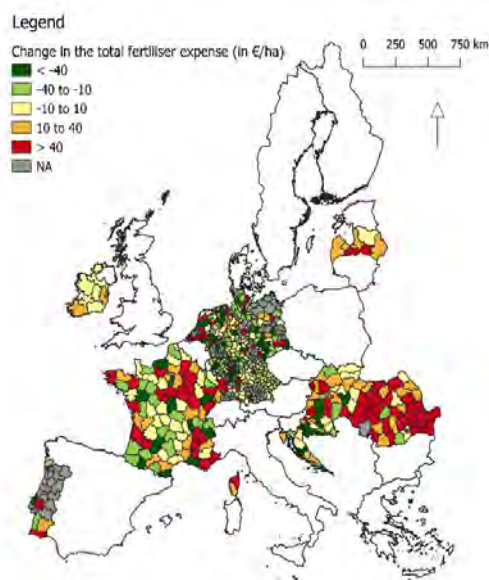 Legend
Change in the total fertiliser expense (in €/ha)
< -40
-40 to -10
-10 to 10
10 to 40
> 40
NA
0 250 500 750 km